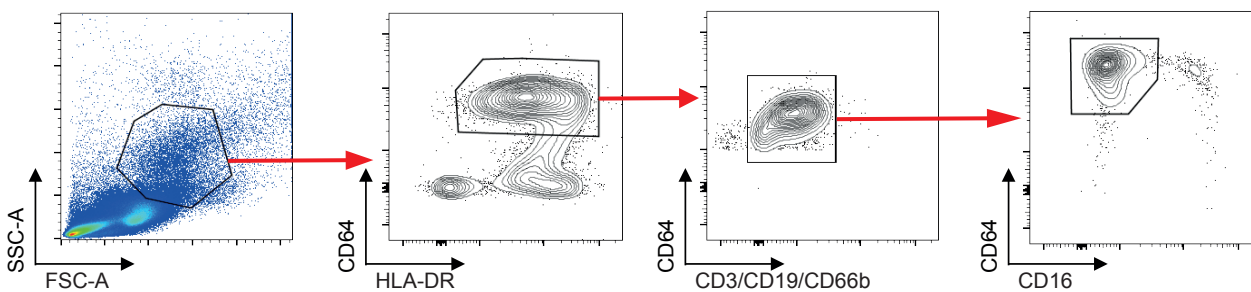 SSC-A
FSC-A
CD64
HLA-DR
CD64
CD3/CD19/CD66b
CD64
CD16